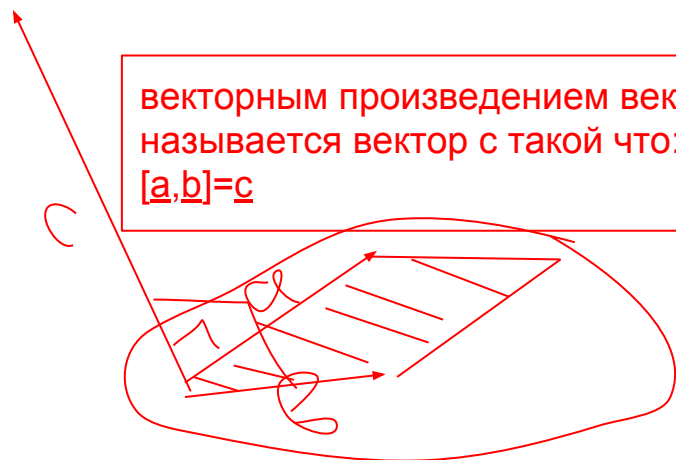 векторным произведением век
называется вектор c такой что:
[a,b]=c
c
a
b